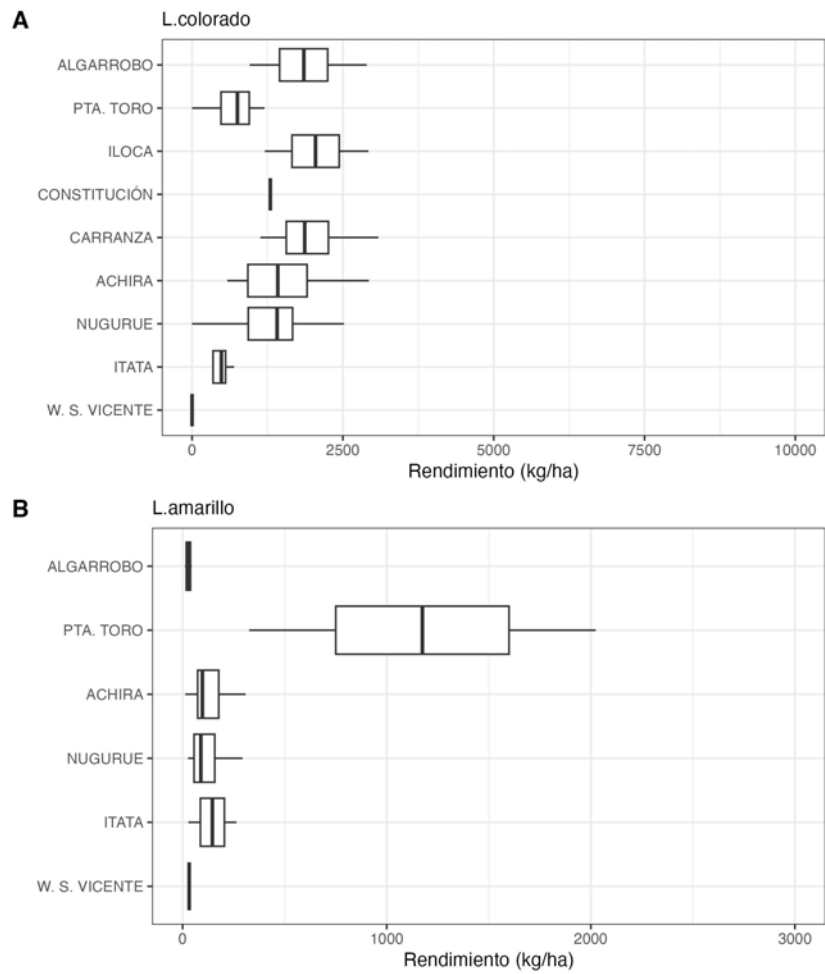 A
L.colorado
ALGARROBO
PTA. TORO
ILOCA
CONSTITUCIÓN
CARRANZA
ACHIRA
NUGURUE
ITATA
W. S. VICENTE
0 2500 5000 7500 10000
Rendimiento (kg/ha)
B
L.amarillo
ALGARROBO
PTA. TORO
ACHIRA
NUGURUE
ITATA
W. S. VICENTE
0 1000 2000 3000
Rendimiento (kg/ha)